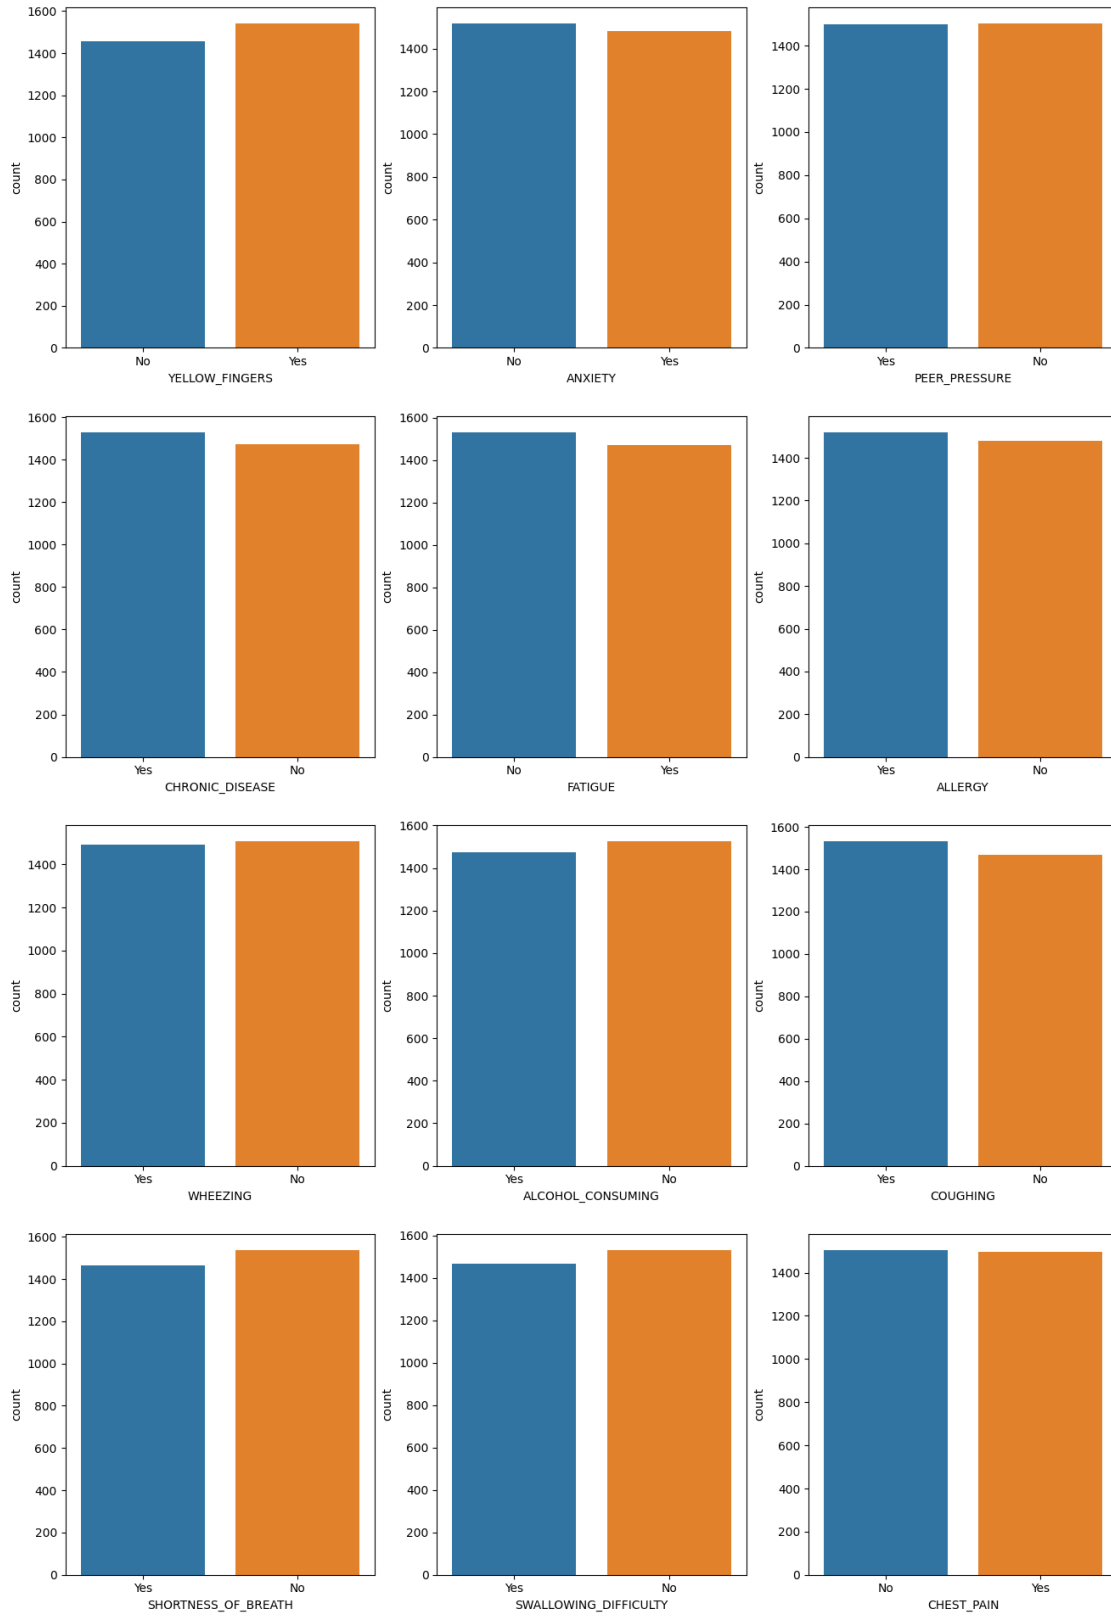 1600
1400
1200
1000
800
600
400
200
0
count
No Yes
YELLOW_FINGERS
1400
1200
1000
800
600
400
200
0
count
No Yes
ANXIETY
1400
1200
1000
800
600
400
200
0
count
Yes No
PEER_PRESSURE
1600
1400
1200
1000
800
600
400
200
0
count
Yes No
CHRONIC_DISEASE
1600
1400
1200
1000
800
600
400
200
0
count
No Yes
FATIGUE
1400
1200
1000
800
600
400
200
0
count
Yes No
ALLERGY
1400
1200
1000
800
600
400
200
0
count
Yes No
WHEEZING
1600
1400
1200
1000
800
600
400
200
0
count
Yes No
ALCOHOL_CONSUMING
1600
1400
1200
1000
800
600
400
200
0
count
Yes No
COUGHING
1600
1400
1200
1000
800
600
400
200
0
count
Yes No
SHORTNESS_OF_BREATH
1600
1400
1200
1000
800
600
400
200
0
count
Yes No
SWALLOWING_DIFFICULTY
1400
1200
1000
800
600
400
200
0
count
No Yes
CHEST_PAIN